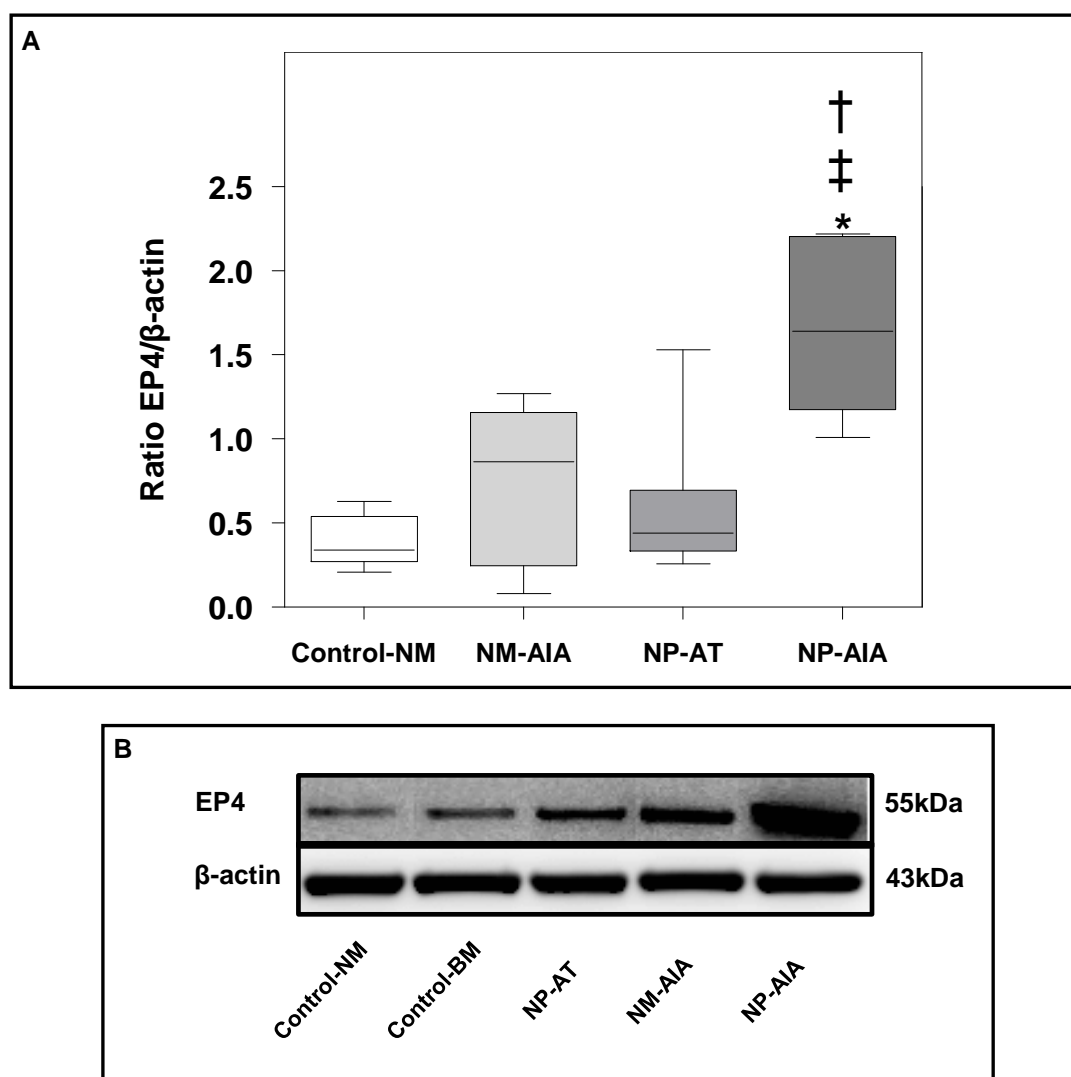 A
†
‡
*
2.5
2.0
1.5
1.0
0.5
0.0
Ratio EP4/β-actin
Control-NM NM-AIA NP-AT NP-AIA
B
EP4 55kDa
β-actin 43kDa
Control-NM Control-BM NP-AT NM-AIA NP-AIA